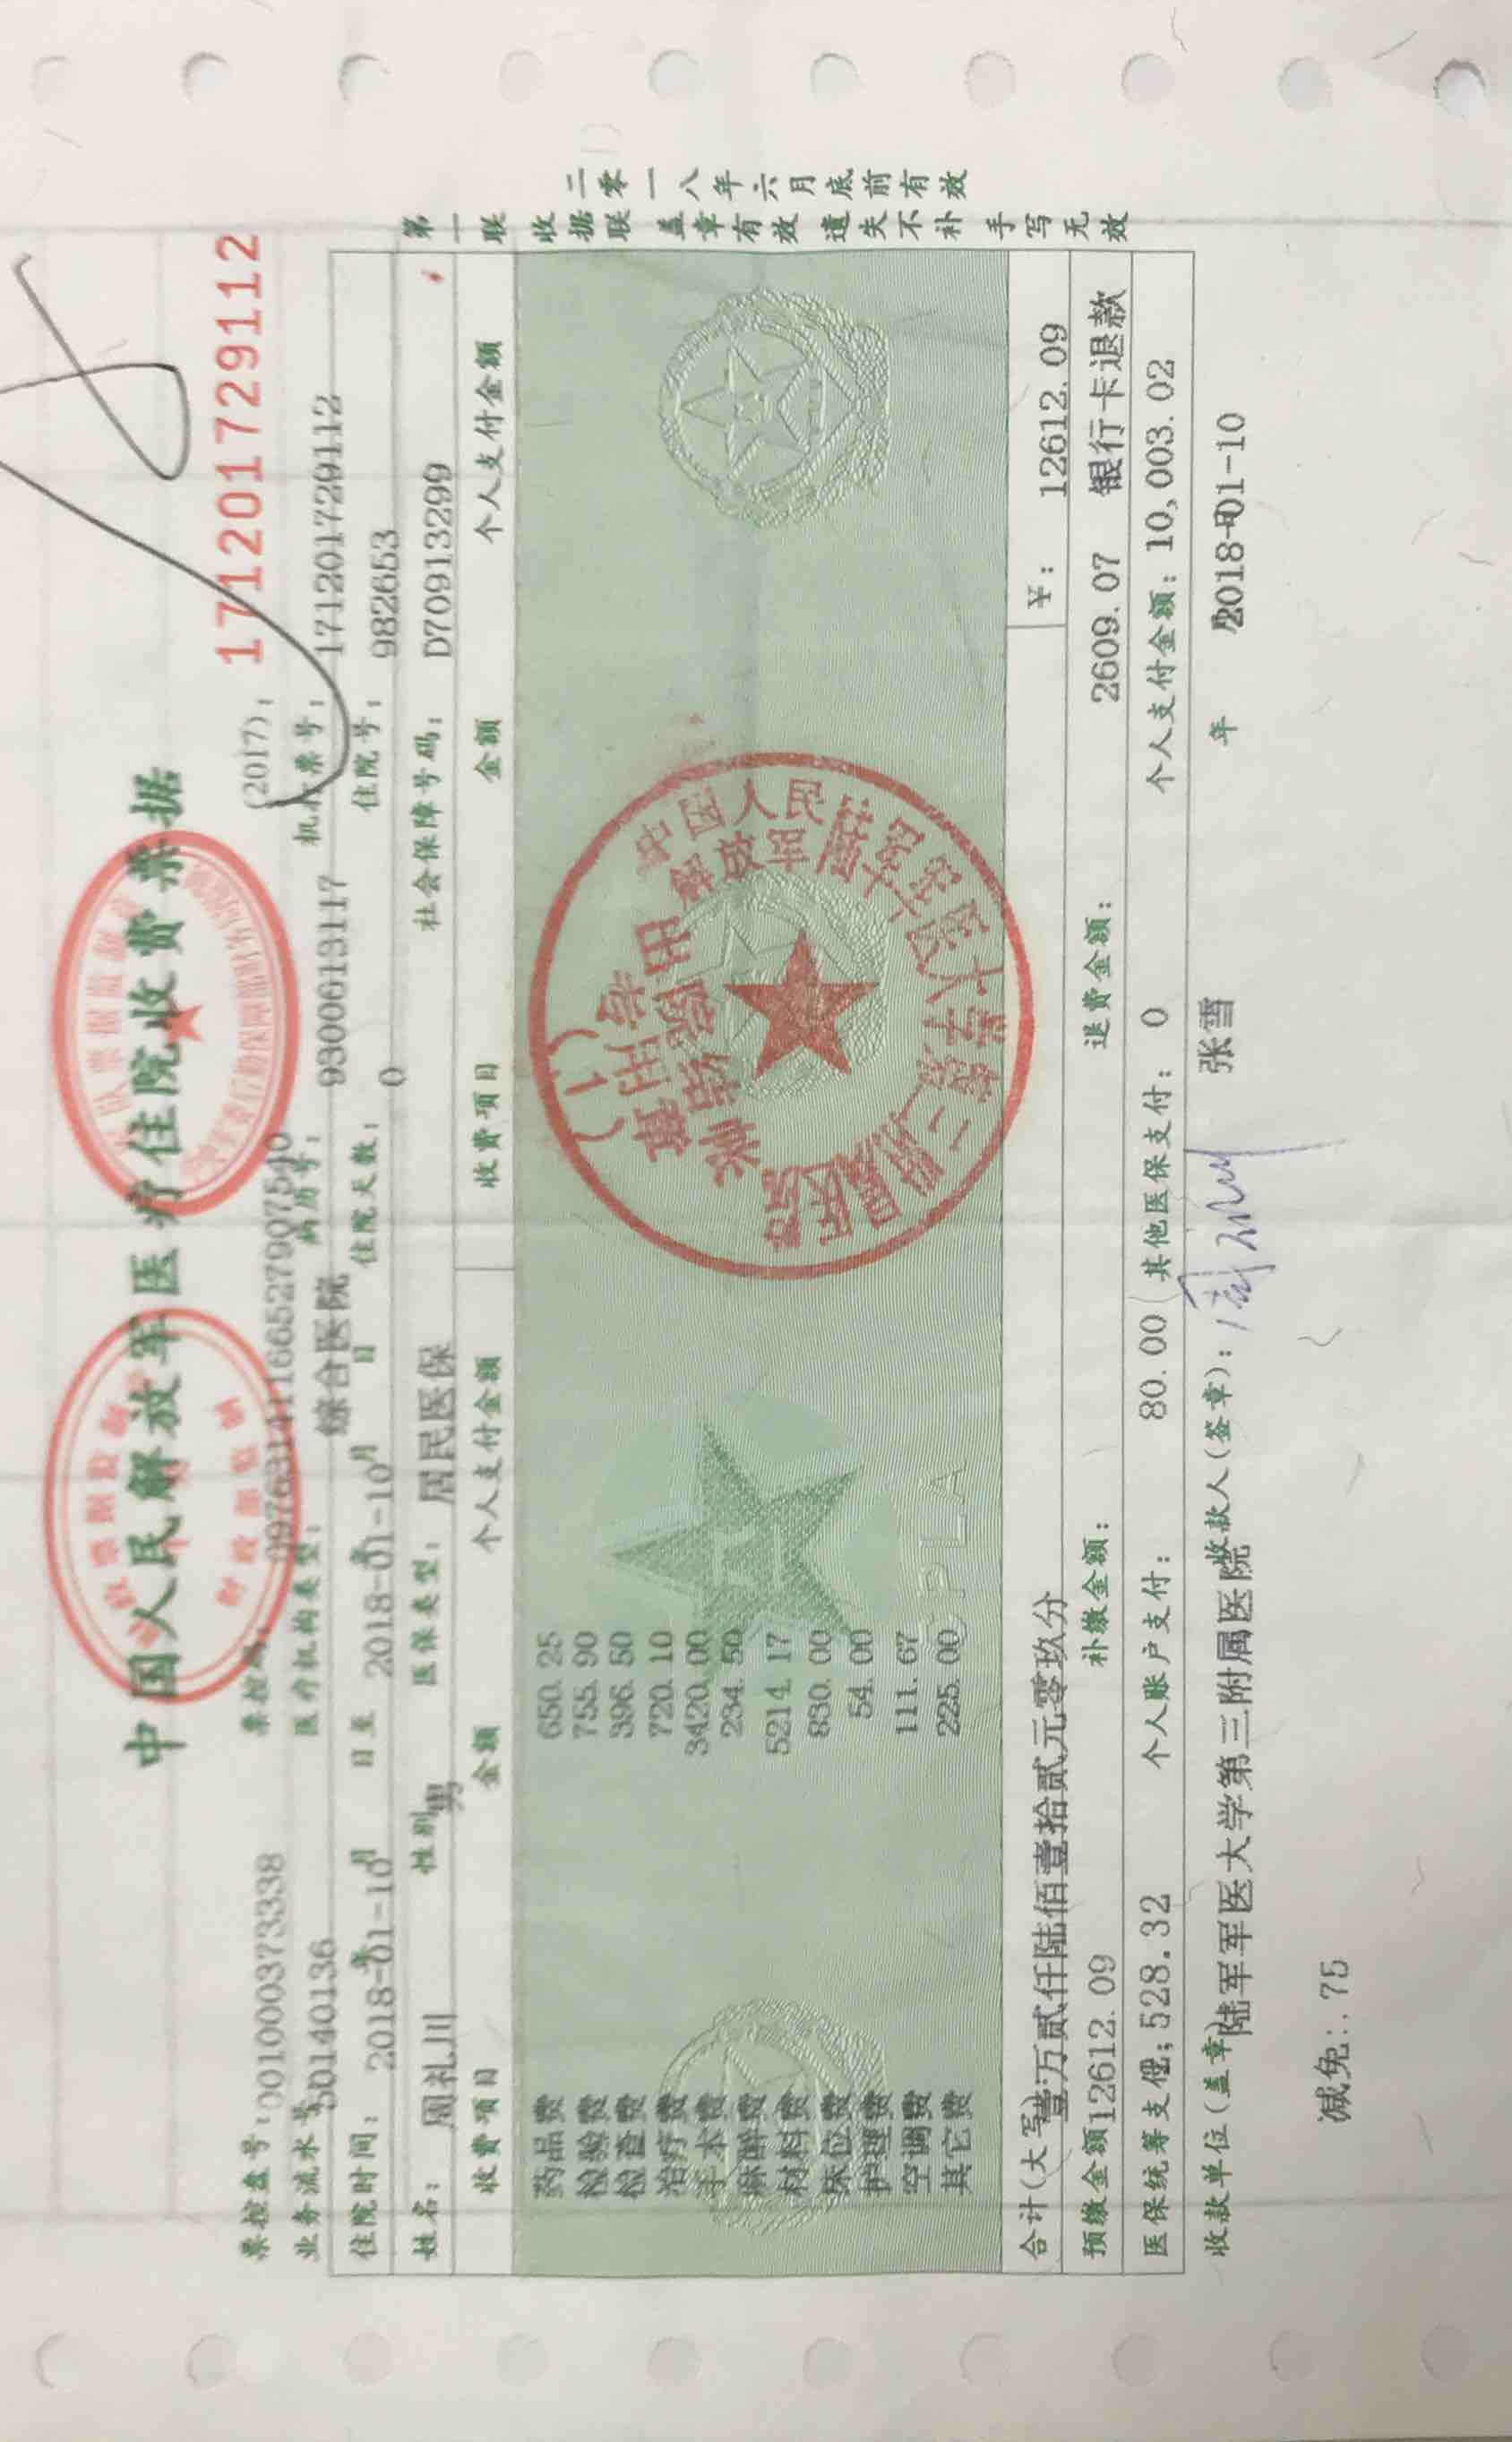 中国人民解放军医疗住院收费票据
财政票据监制章
财政部监制
军队票据监制章
中央军委后勤保障部财务局监制
票控盘号：001000373338 票控码：09763141166527907540 (2017)： 171201729112
业务流水号：50140136 医疗机构类型：综合医院 病历号：9300613117 机打票号：171201729112
住院时间：2018-01-10 年 月 日至 2018-01-10 年 月 日 住院天数：0 住院号：982653
姓名：周礼川 性别 男 医保类型：居民医保 社会保障号码：D70913299
收费项目 金额 个人支付金额 收费项目 金额 个人支付金额
药品费 650.25
检验费 755.90
检查费 396.50
治疗费 720.10
手术费 3420.00
麻醉费 234.50
材料费 5214.17
床位费 830.00
护理费 54.00
空调费 111.67
其它费 225.00
CPLA
中国人民解放军陆军军医大学第三附属医院
出院结素
专用章
(1)
合计(大写)：壹万贰仟陆佰壹拾贰元零玖分 ¥：12612.09
预缴金额 12612.09 补缴金额： 退费金额：2609.07 银行卡退款
医保统筹支付：2,528.32 个人账户支付：80.00 其他医保支付：0 个人支付金额：10,003.02
收款单位(盖章) 陆军军医大学第三附属医院 收款人(签章)：周礼川 张雪 年 月 日 2018-01-10
减免:.75
第一联 收据联 盖章有效 遗失不补 手写无效
二零一八年六月底前有效